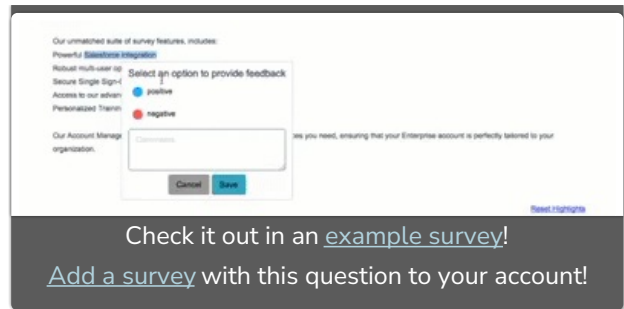 Our unmatched suite of survey features, includes:
Powerful Salesforce Integration
Robust multi-user op
Secure Single Sign-
Access to our advan
Personalized Trainin
Select an option to provide feedback
positive
negative
Comments
Cancel Save
Our Account Manage
ces you need, ensuring that your Enterprise account is perfectly tailored to your
organization.
Reset Highlights
Check it out in an example survey!
Add a survey with this question to your account!